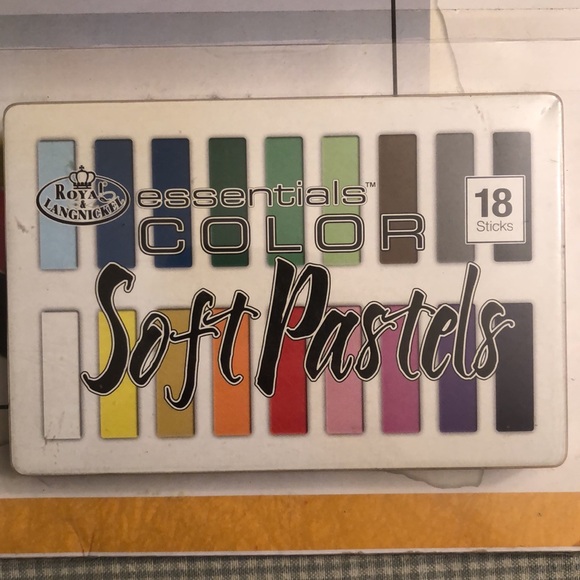 ROYAL
&
LANGNICKEL
essentials™
COLOR
18
Sticks
Soft Pastels